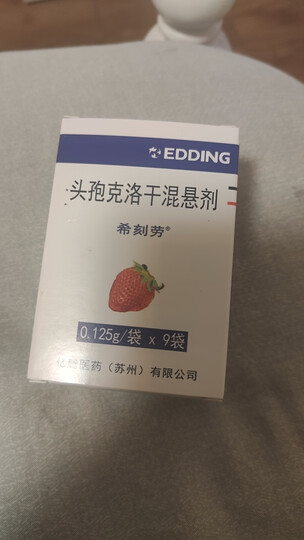 EDDING
头孢克洛干混悬剂
希刻劳®
0.125g/袋 x 9袋
亿腾医药（苏州）有限公司